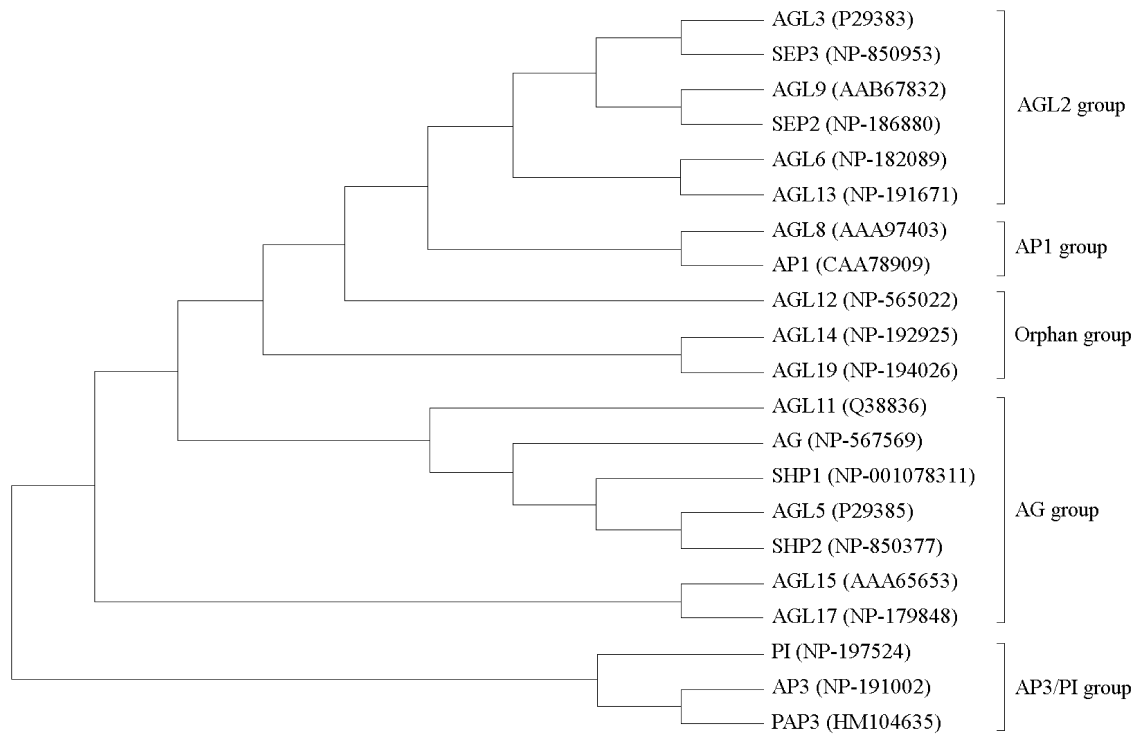 AGL3 (P29383)
SEP3 (NP-850953)
AGL9 (AAB67832)
AGL2 group
SEP2 (NP-186880)
AGL6 (NP-182089)
AGL13 (NP-191671)
AGL8 (AAA97403)
AP1 group
AP1 (CAA78909)
AGL12 (NP-565022)
AGL14 (NP-192925)
Orphan group
AGL19 (NP-194026)
AGL11 (Q38836)
AG (NP-567569)
SHP1 (NP-001078311)
AGL5 (P29385)
AG group
SHP2 (NP-850377)
AGL15 (AAA65653)
AGL17 (NP-179848)
PI (NP-197524)
AP3 (NP-191002)
AP3/PI group
PAP3 (HM104635)